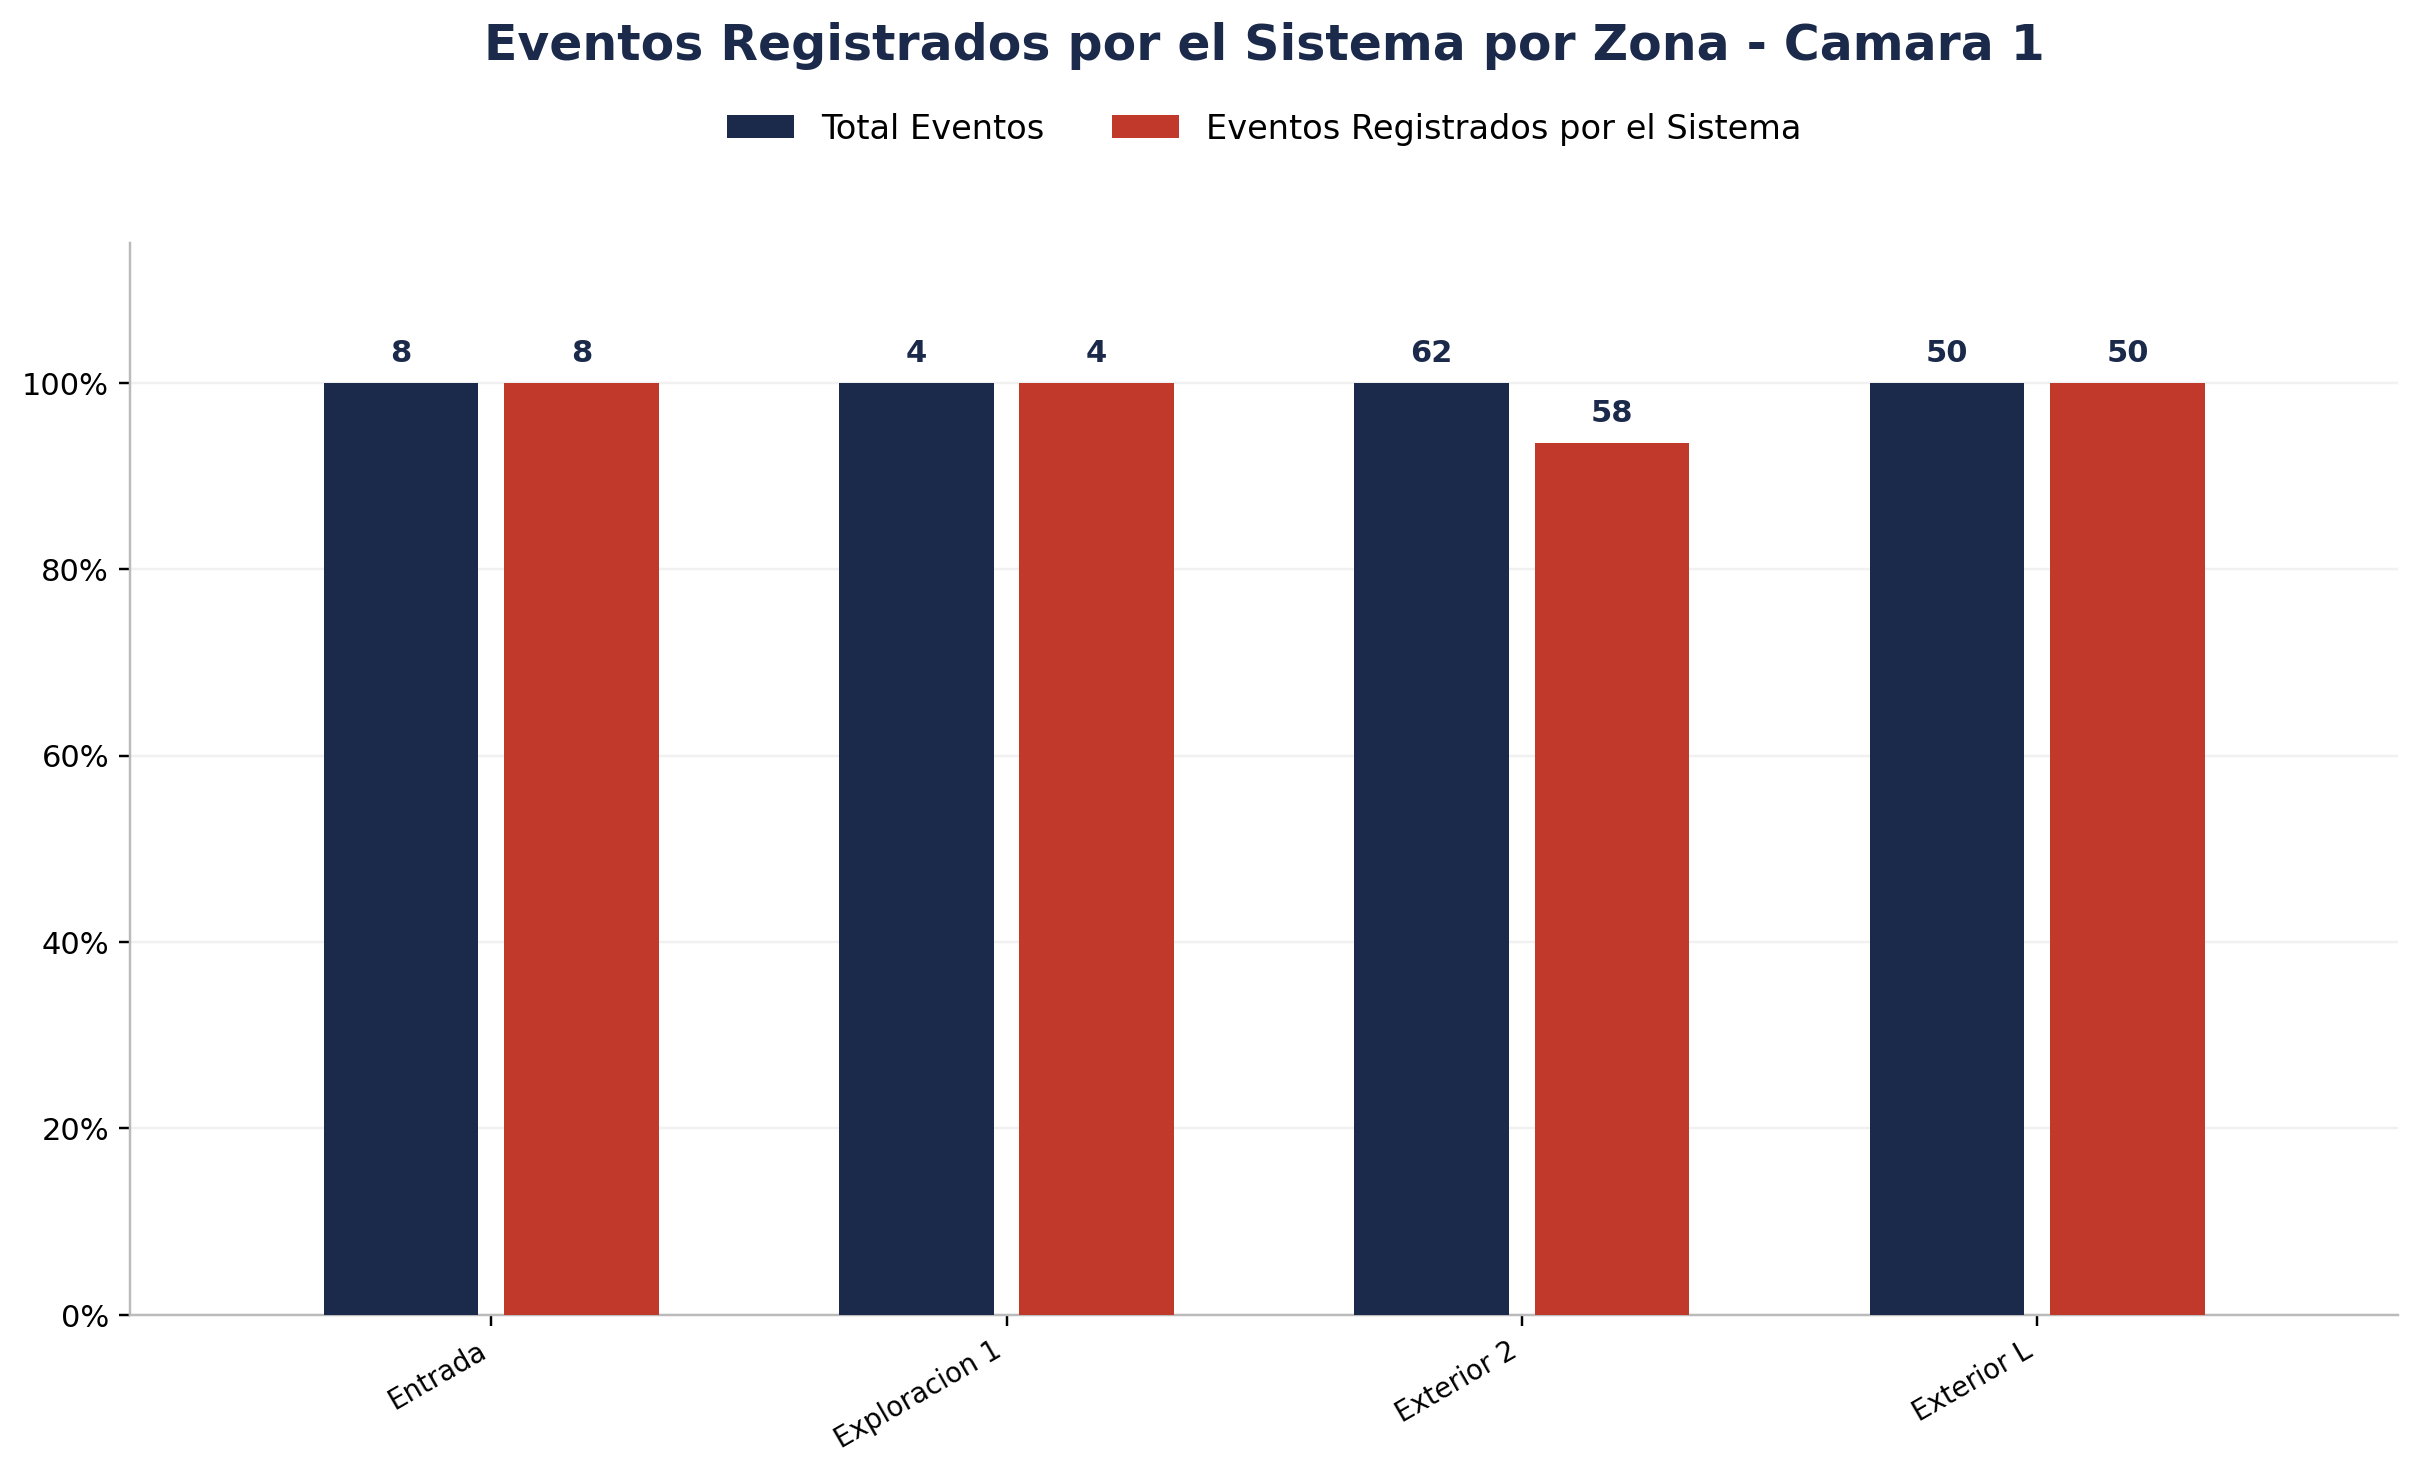 Eventos Registrados por el Sistema por Zona - Camara 1
Total Eventos
Eventos Registrados por el Sistema
8
8
4
4
62
58
50
50
100%
80%
60%
40%
20%
0%
Entrada
Exploracion 1
Exterior 2
Exterior L